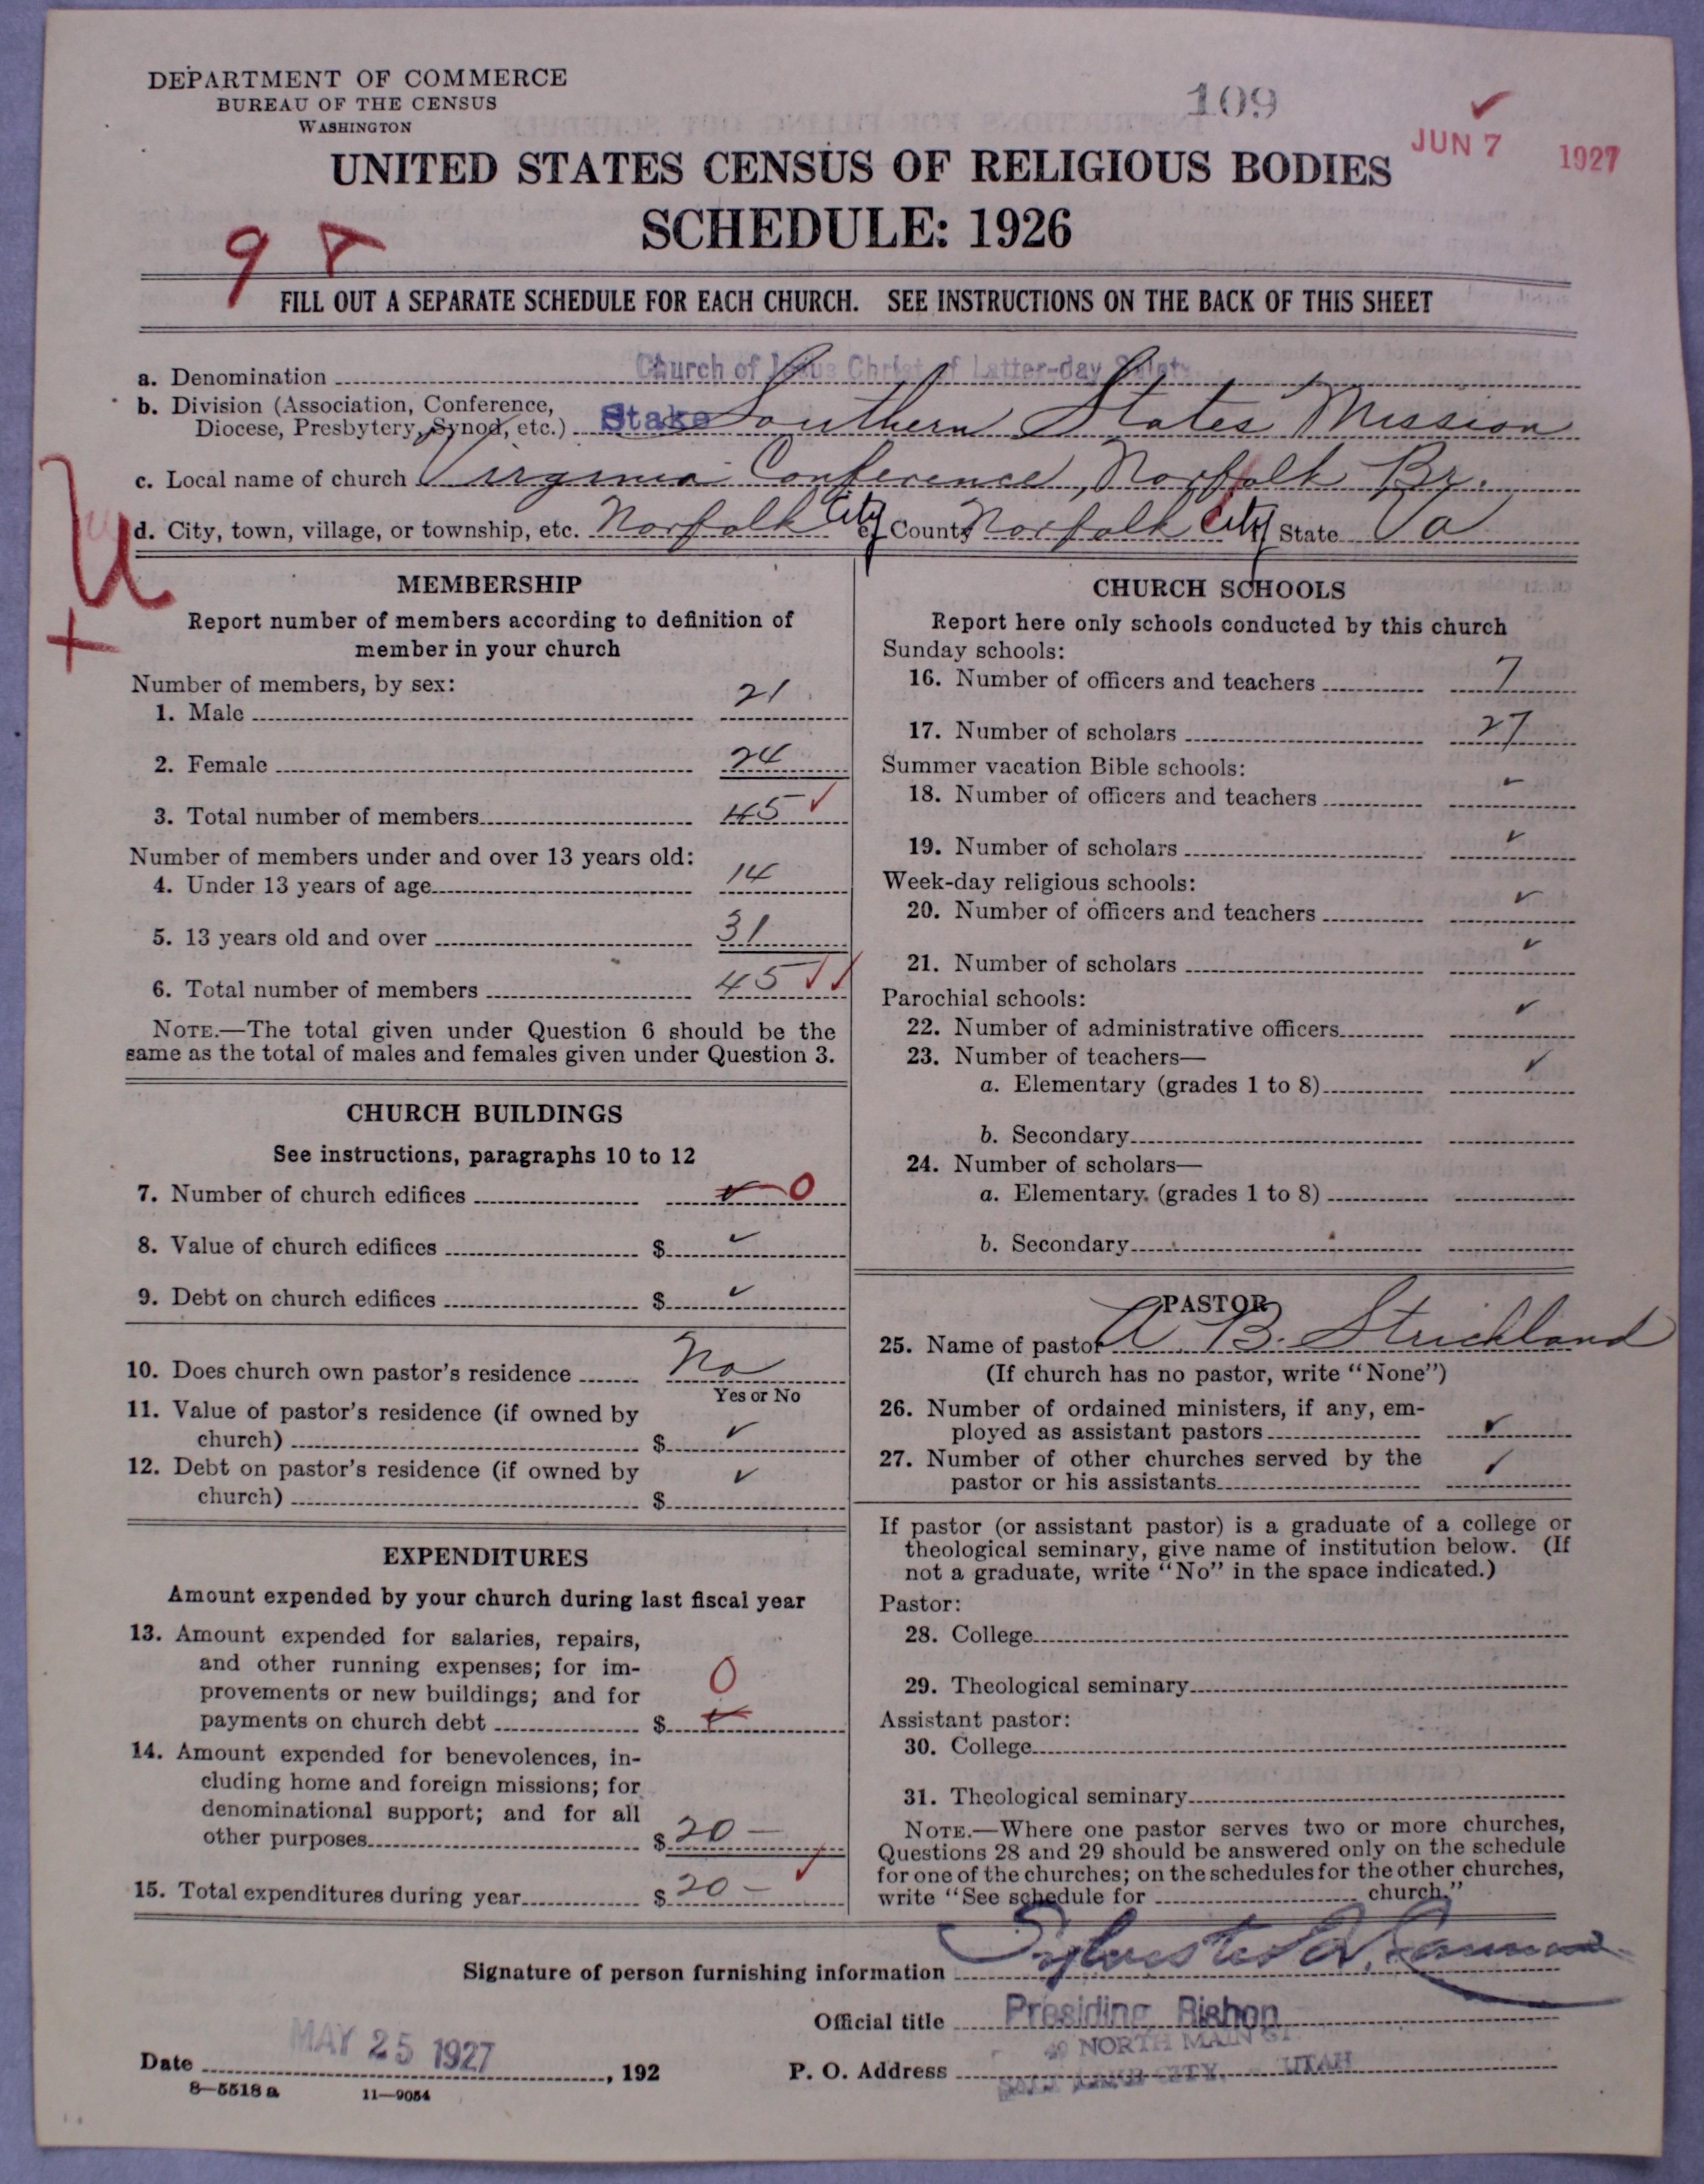 DEPARTMENT OF COMMERCE
BUREAU OF THE CENSUS
WASHINGTON
109
JUN 7 1927
UNITED STATES CENSUS OF RELIGIOUS BODIES
SCHEDULE: 1926
9
FILL OUT A SEPARATE SCHEDULE FOR EACH CHURCH. SEE INSTRUCTIONS ON THE BACK OF THIS SHEET
a. Denomination Church of Jesus Christ of Latter-day Saints
b. Division (Association, Conference,
Diocese, Presbytery, Synod, etc.) Stake Southern States Mission
c. Local name of church Virginia Conference, Norfolk Br.
d. City, town, village, or township, etc. Norfolk City e. County Norfolk City f. State Va
U
+
MEMBERSHIP
Report number of members according to definition of
member in your church
Number of members, by sex:
1. Male 21
2. Female 24
3. Total number of members 45 ✓
Number of members under and over 13 years old:
4. Under 13 years of age 14
5. 13 years old and over 31
6. Total number of members 45 ✓✓
NOTE.—The total given under Question 6 should be the
same as the total of males and females given under Question 3.
CHURCH BUILDINGS
See instructions, paragraphs 10 to 12
7. Number of church edifices ✓ 0
8. Value of church edifices $ ✓
9. Debt on church edifices $ ✓
10. Does church own pastor's residence No
Yes or No
11. Value of pastor's residence (if owned by
church) $ ✓
12. Debt on pastor's residence (if owned by
church) $ ✓
EXPENDITURES
Amount expended by your church during last fiscal year
13. Amount expended for salaries, repairs,
and other running expenses; for im-
provements or new buildings; and for
payments on church debt $ ✓ 0
14. Amount expended for benevolences, in-
cluding home and foreign missions; for
denominational support; and for all
other purposes $ 20 —
15. Total expenditures during year $ 20 — ✓
CHURCH SCHOOLS
Report here only schools conducted by this church
Sunday schools:
16. Number of officers and teachers 7
17. Number of scholars 27
Summer vacation Bible schools:
18. Number of officers and teachers ✓
19. Number of scholars ✓
Week-day religious schools:
20. Number of officers and teachers ✓
21. Number of scholars ✓
Parochial schools:
22. Number of administrative officers ✓
23. Number of teachers—
a. Elementary (grades 1 to 8) ✓
b. Secondary
24. Number of scholars—
a. Elementary. (grades 1 to 8)
b. Secondary
PASTOR
25. Name of pastor A. B. Strickland
(If church has no pastor, write "None")
26. Number of ordained ministers, if any, em-
ployed as assistant pastors ✓
27. Number of other churches served by the
pastor or his assistants ✓
If pastor (or assistant pastor) is a graduate of a college or
theological seminary, give name of institution below. (If
not a graduate, write "No" in the space indicated.)
Pastor:
28. College
29. Theological seminary
Assistant pastor:
30. College
31. Theological seminary
NOTE.—Where one pastor serves two or more churches,
Questions 28 and 29 should be answered only on the schedule
for one of the churches; on the schedules for the other churches,
write "See schedule for church."
Signature of person furnishing information Sylvester Q. Cannon
Official title Presiding Bishop
40 NORTH MAIN ST.
Date MAY 25 1927, 192 P. O. Address SALT LAKE CITY, UTAH
8—5518 a 11—9054